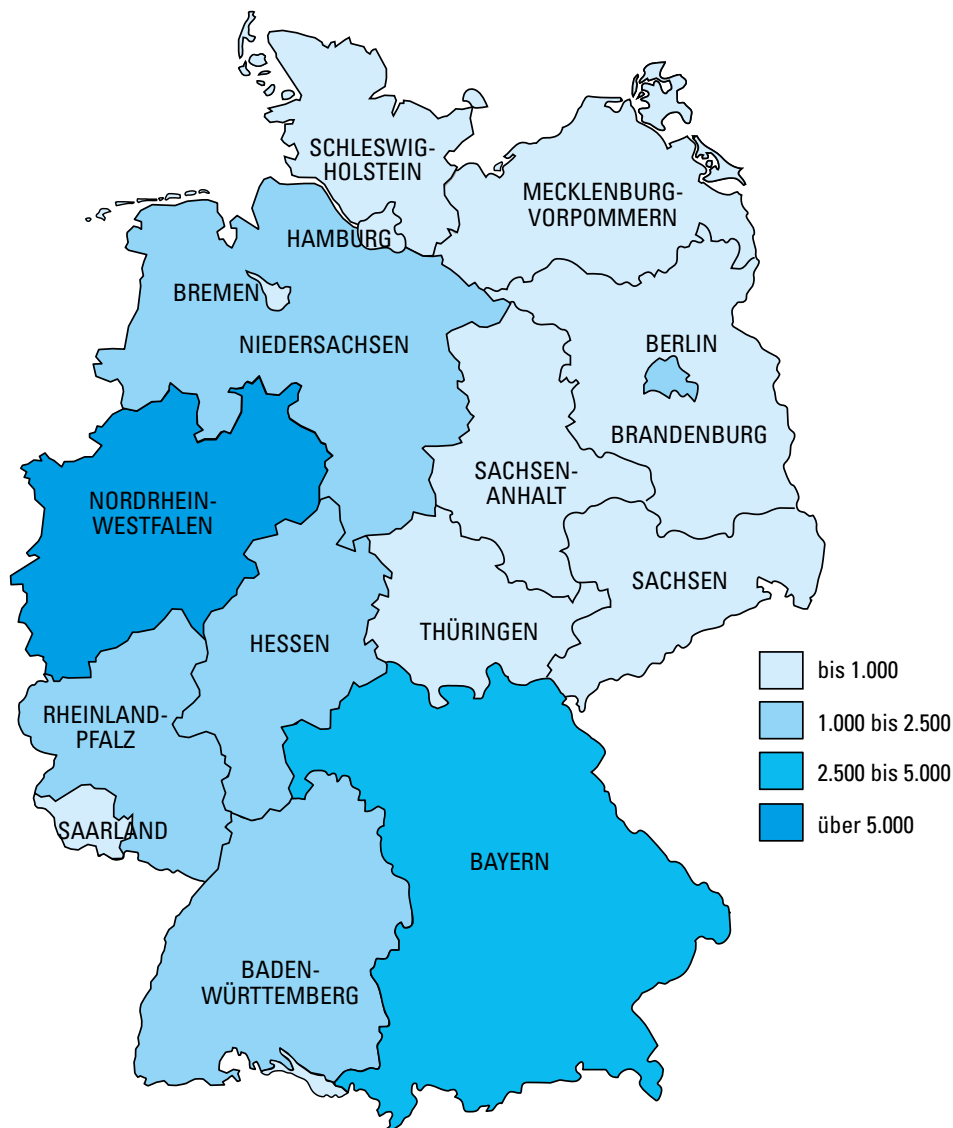 SCHLESWIG-
HOLSTEIN
MECKLENBURG-
VORPOMMERN
HAMBURG
BREMEN
NIEDERSACHSEN
BERLIN
BRANDENBURG
SACHSEN-
ANHALT
NORDRHEIN-
WESTFALEN
SACHSEN
THÜRINGEN
HESSEN
RHEINLAND-
PFALZ
SAARLAND
BAYERN
BADEN-
WÜRTTEMBERG
bis 1.000
1.000 bis 2.500
2.500 bis 5.000
über 5.000